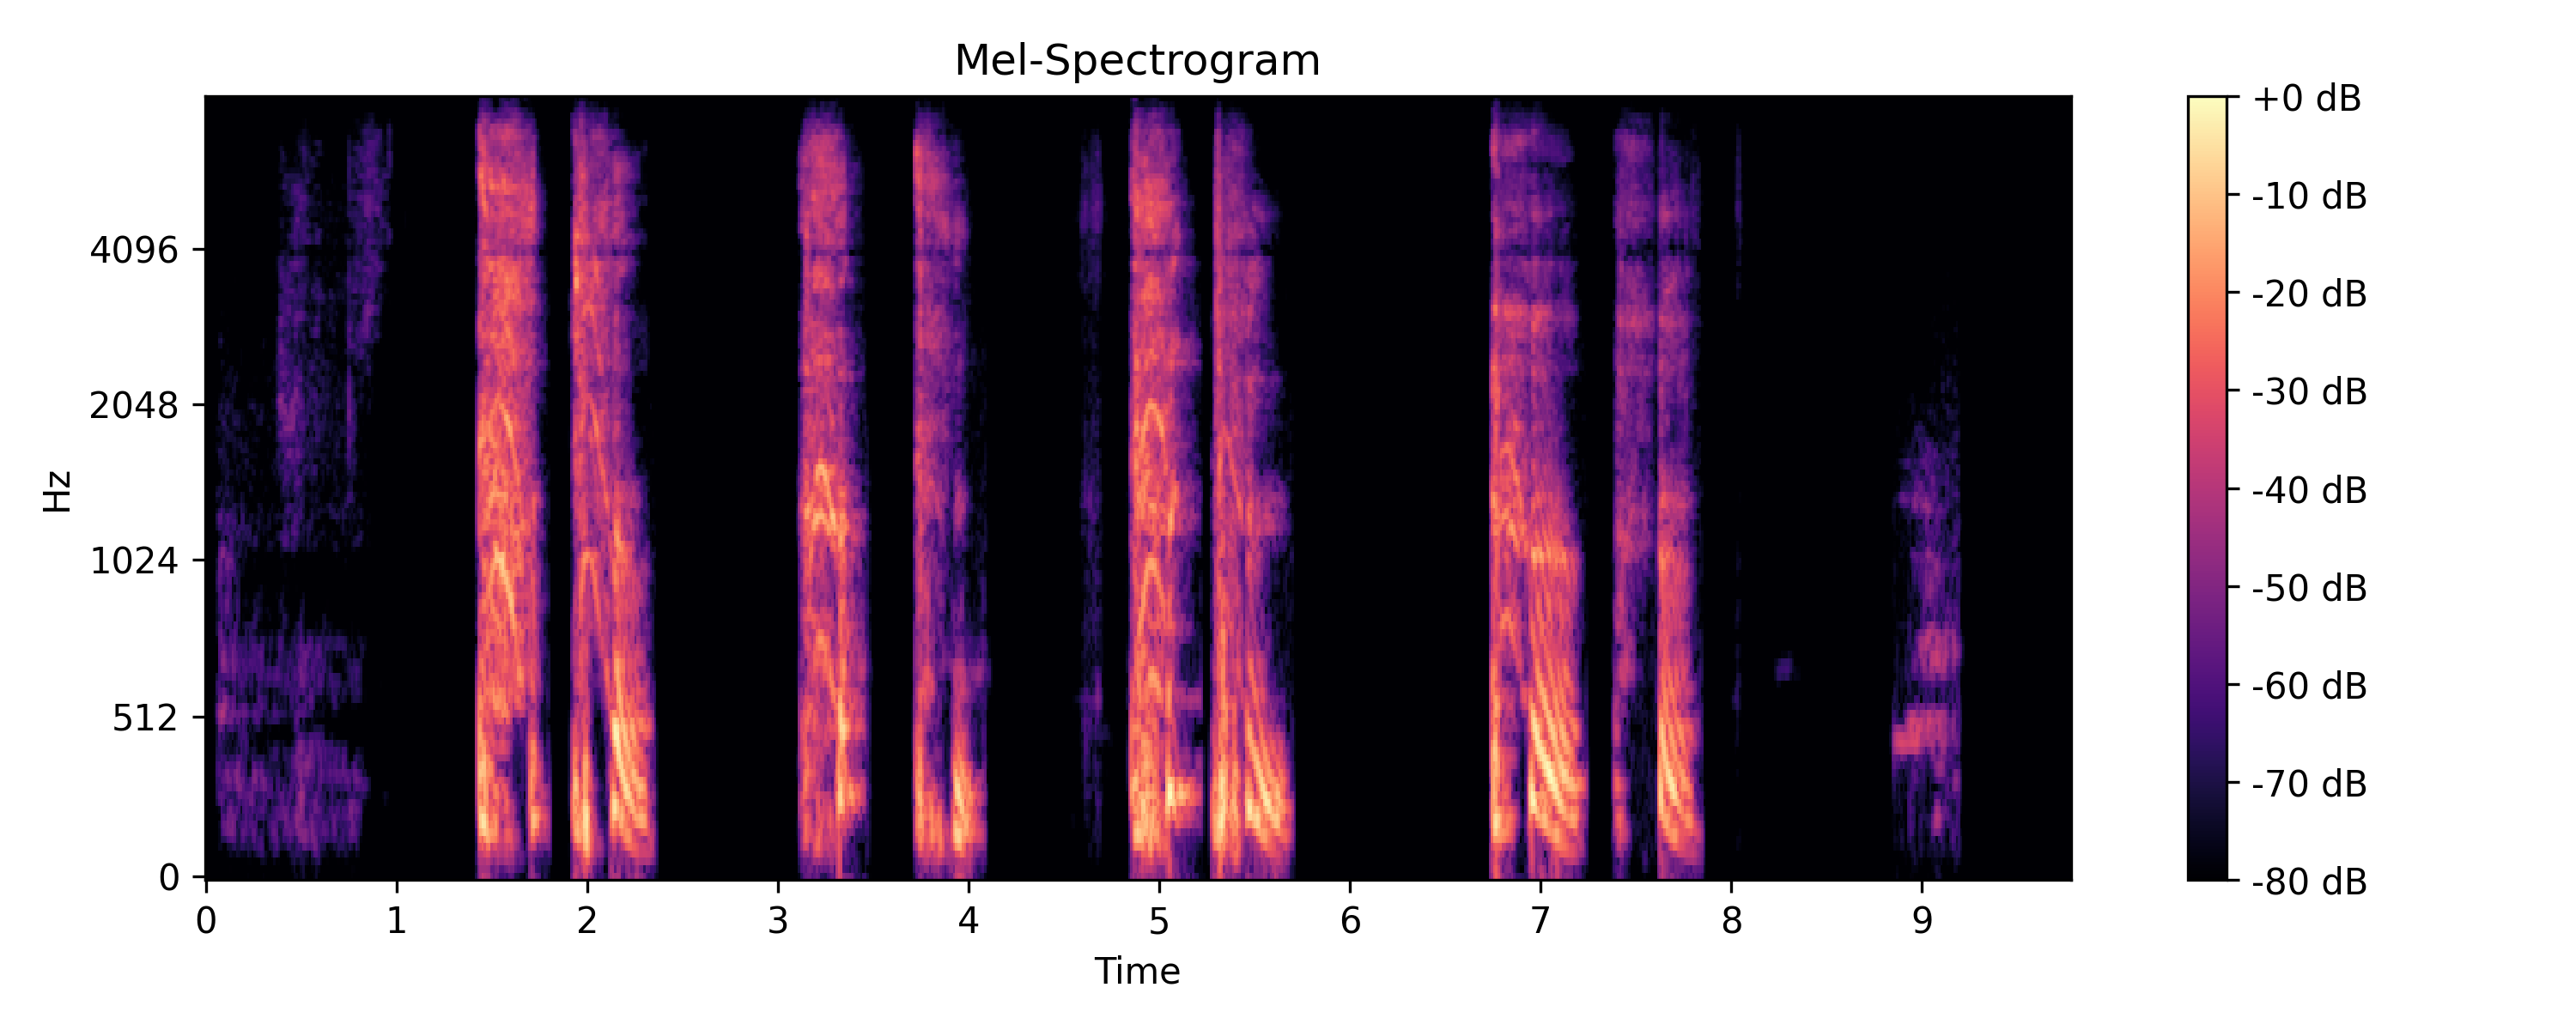 Mel-Spectrogram
+0 dB
-10 dB
-20 dB
-30 dB
-40 dB
-50 dB
-60 dB
-70 dB
-80 dB
Hz
4096
2048
1024
512
0
0 1 2 3 4 5 6 7 8 9
Time